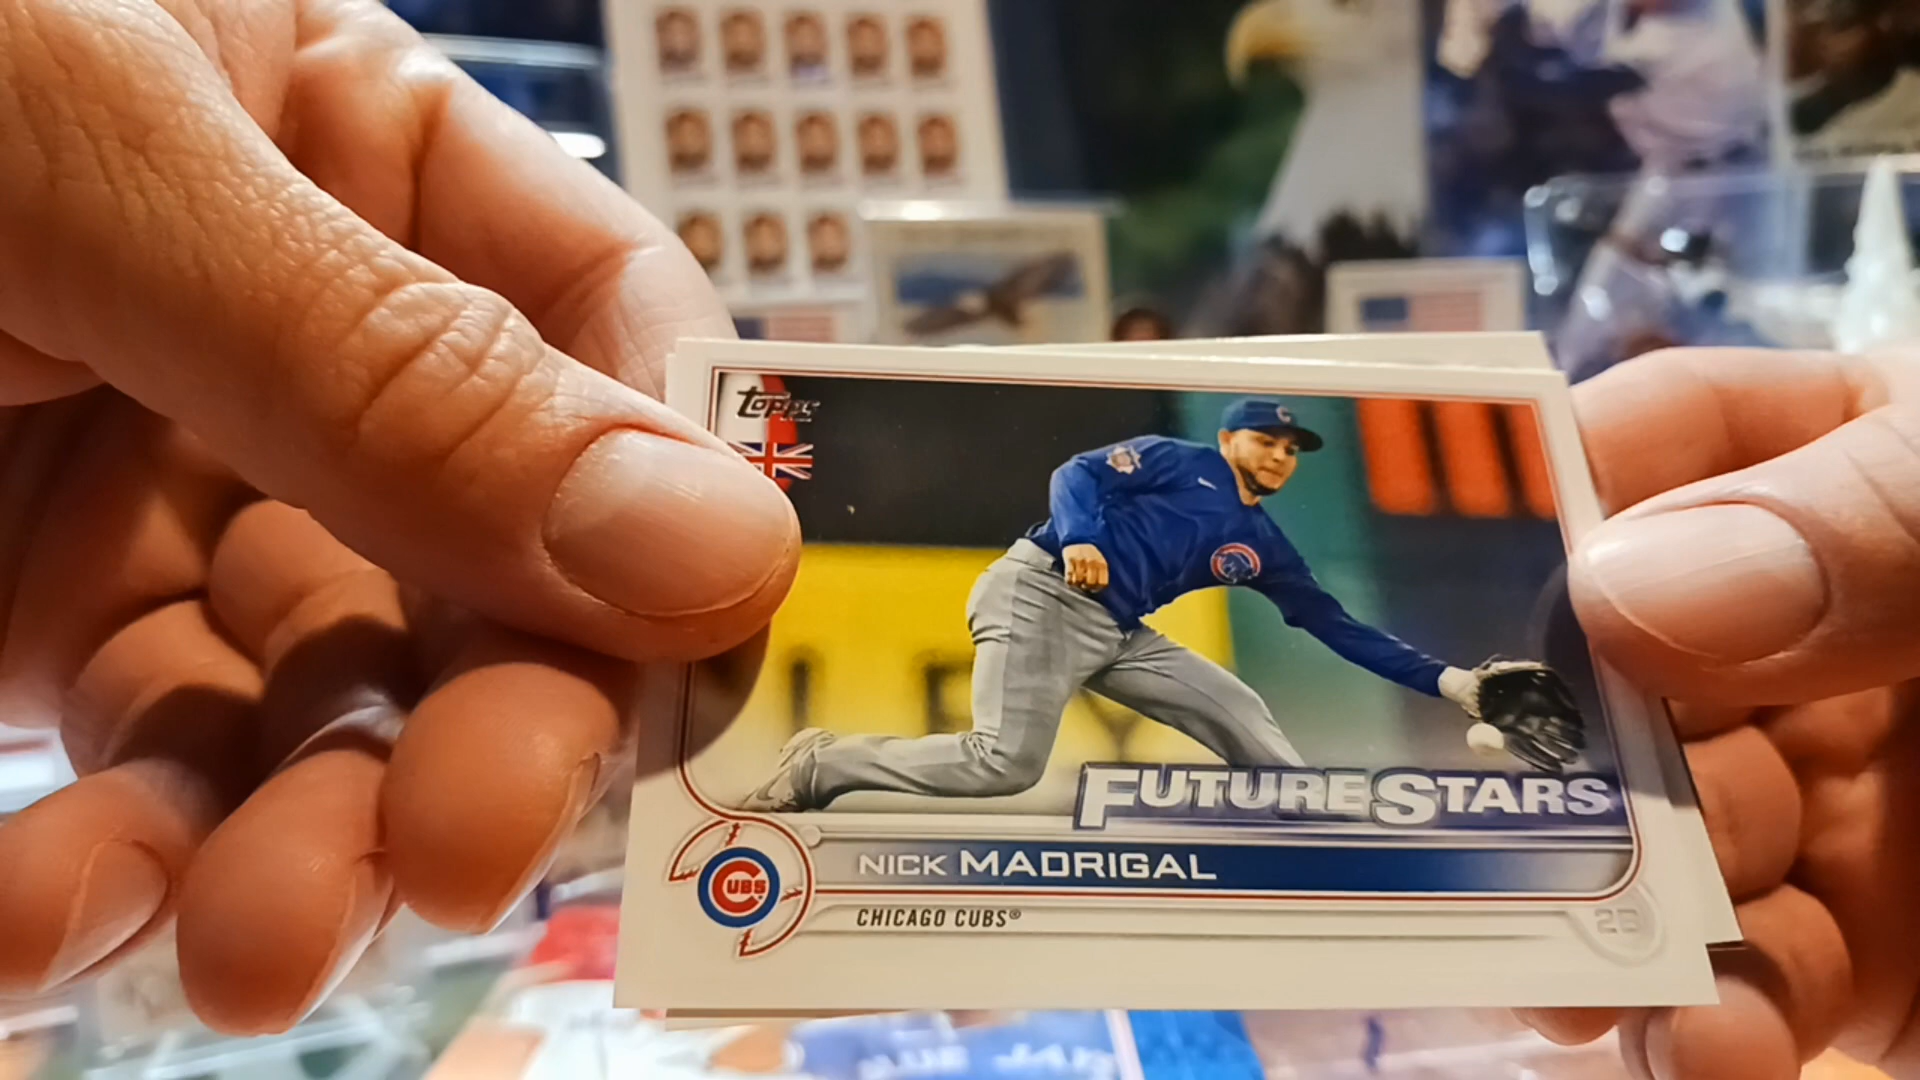 Topps
FUTURE STARS
NICK MADRIGAL
CUBS
CHICAGO CUBS®
2B